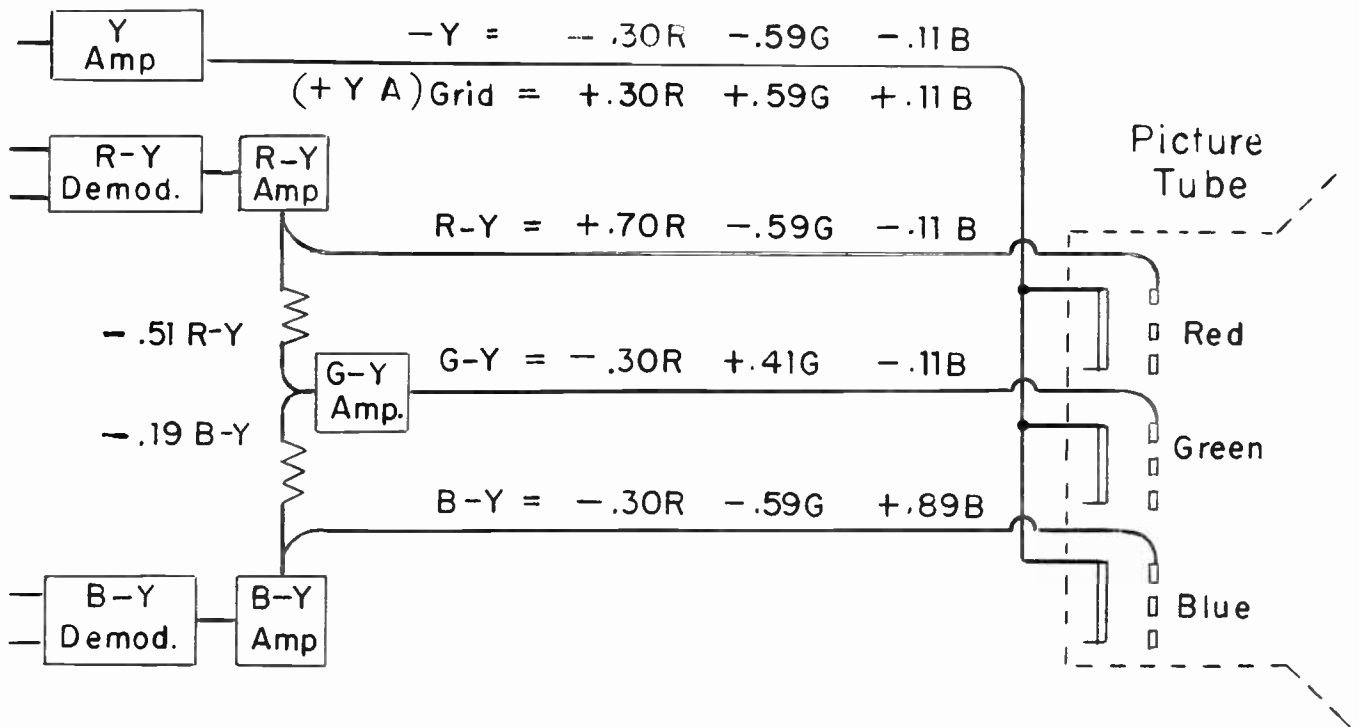 Y
Amp
-Y = -.30R -.59G -.11B
(+ Y A) Grid = +.30R +.59G +.11B
R-Y
Demod.
R-Y
Amp
Picture
Tube
R-Y = +.70R -.59G -.11B
-.51 R-Y
Red
G-Y
Amp.
G-Y = -.30R +.41G -.11B
-.19 B-Y
Green
B-Y = -.30R -.59G +.89B
B-Y
Demod.
B-Y
Amp
Blue